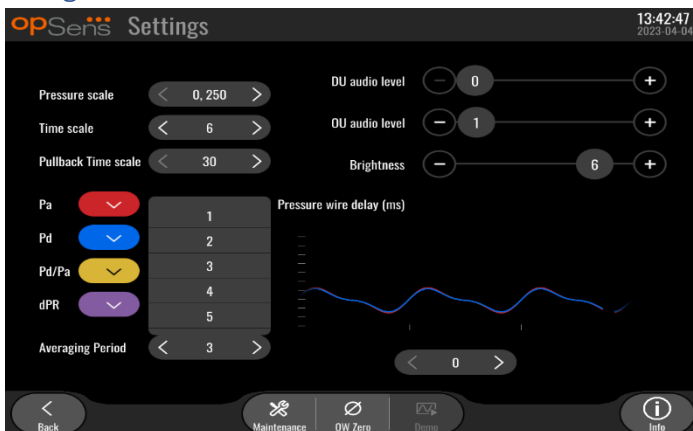 opSens Settings
13:42:47
2023-04-04
Pressure scale 0, 250
Time scale 6
Pullback Time scale 30
DU audio level 0
OU audio level 1
Brightness 6
Pa
Pd
Pd/Pa
dPR
1
2
3
4
5
Averaging Period 3
Pressure wire delay (ms)
0
Back
Maintenance
OW Zero
Demo
Info